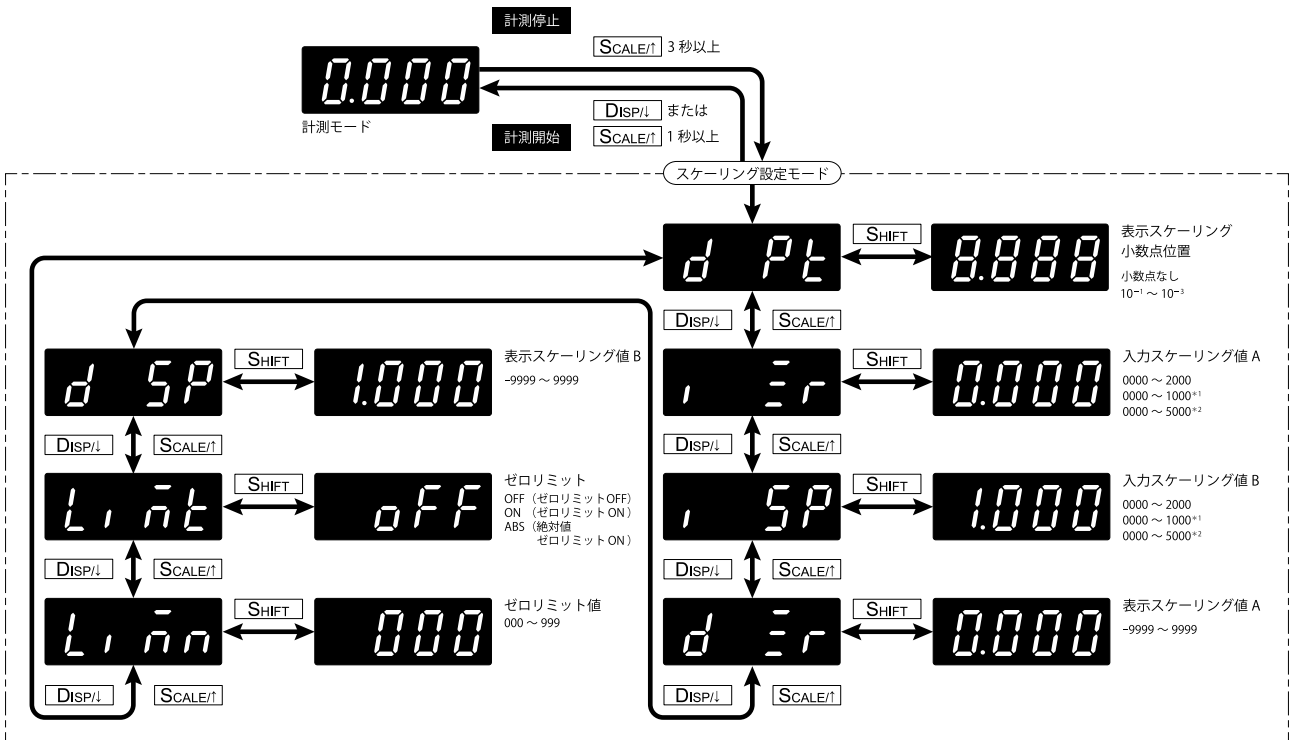 計測停止
SCALE/↑ 3 秒以上
0.000
計測モード
DISP/↓ または
計測開始 SCALE/↑ 1 秒以上
スケーリング設定モード
d Pt SHIFT 8.888
表示スケーリング
小数点位置
小数点なし
10⁻¹ ～ 10⁻³
DISP/↓ SCALE/↑
SHIFT 0.000
入力スケーリング値 A
0000 ～ 2000
0000 ～ 1000*1
0000 ～ 5000*2
DISP/↓ SCALE/↑
i SP SHIFT 1.000
入力スケーリング値 B
0000 ～ 2000
0000 ～ 1000*1
0000 ～ 5000*2
DISP/↓ SCALE/↑
SHIFT 0.000
表示スケーリング値 A
-9999 ～ 9999
DISP/↓ SCALE/↑
d SP SHIFT 1.000
表示スケーリング値 B
-9999 ～ 9999
DISP/↓ SCALE/↑
SHIFT oFF
ゼロリミット
OFF（ゼロリミットOFF）
ON （ゼロリミット ON）
ABS（絶対値
ゼロリミット ON）
DISP/↓ SCALE/↑
SHIFT 000
ゼロリミット値
000 ～ 999
DISP/↓ SCALE/↑